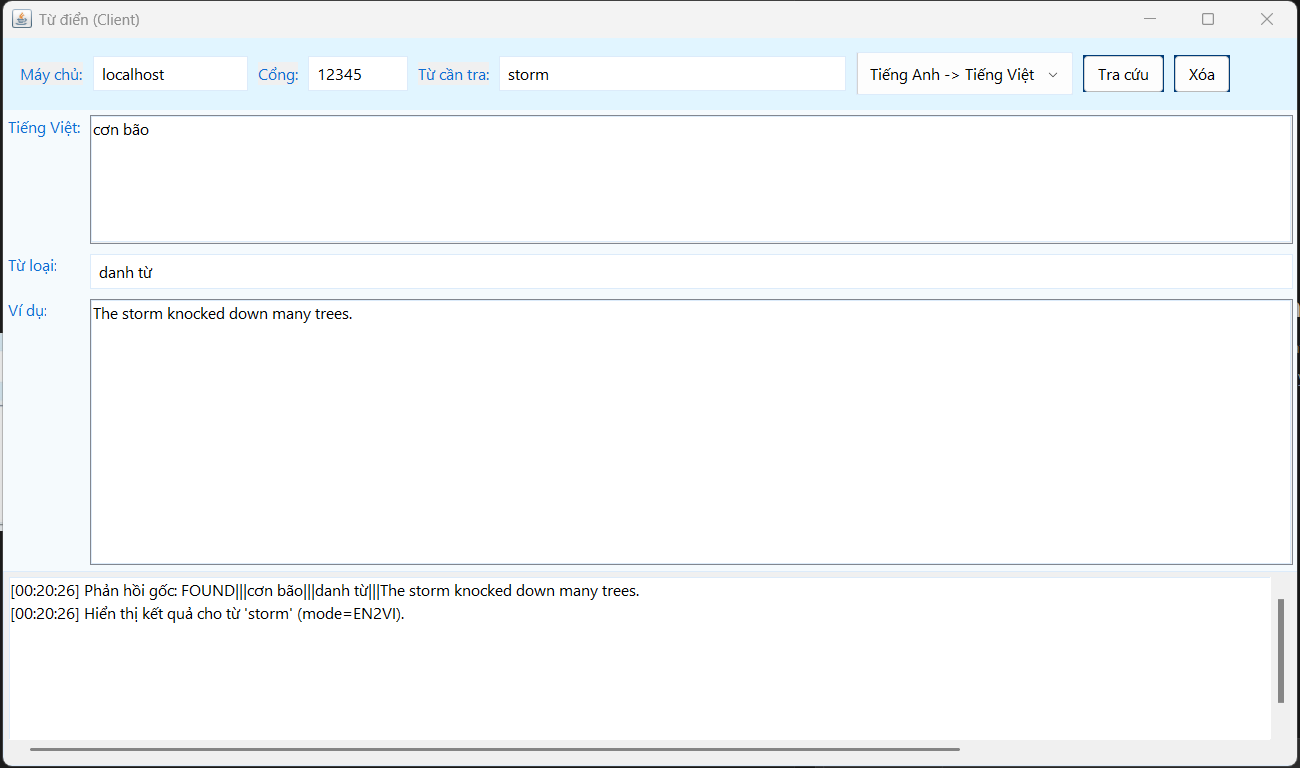 Từ điển (Client)
Máy chủ: localhost Cổng: 12345 Từ cần tra: storm Tiếng Anh -> Tiếng Việt Tra cứu Xóa
Tiếng Việt: cơn bão
Từ loại: danh từ
Ví dụ: The storm knocked down many trees.
[00:20:26] Phản hồi gốc: FOUND|||cơn bão|||danh từ|||The storm knocked down many trees.
[00:20:26] Hiển thị kết quả cho từ 'storm' (mode=EN2VI).